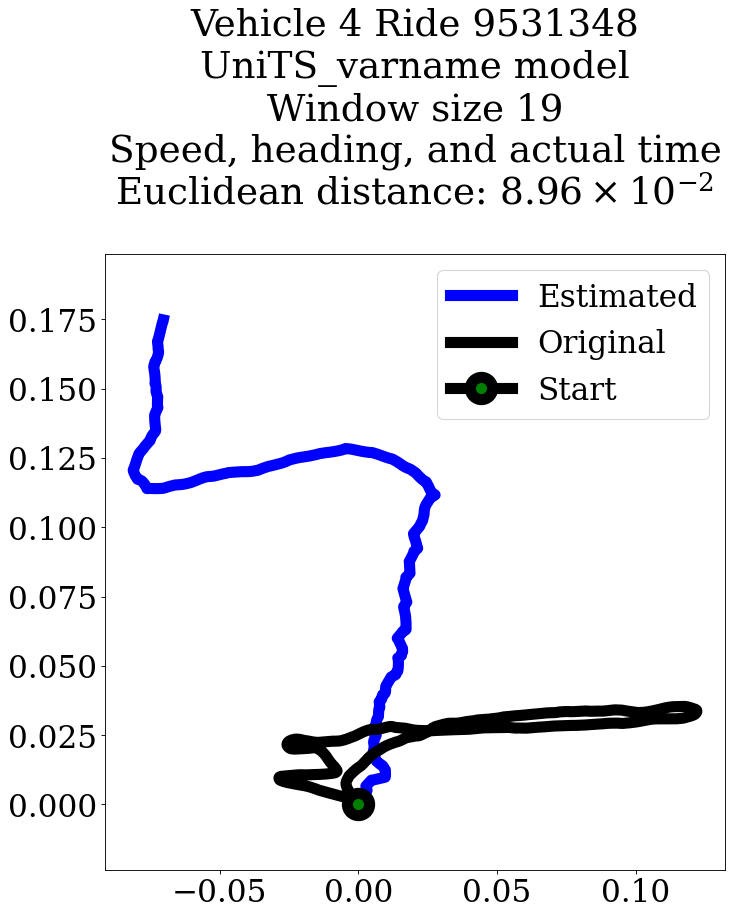 Vehicle 4 Ride 9531348
UniTS_varname model
Window size 19
Speed, heading, and actual time
Euclidean distance: 8.96 × 10⁻²
Estimated
Original
Start
0.175
0.150
0.125
0.100
0.075
0.050
0.025
0.000
−0.05 0.00 0.05 0.10